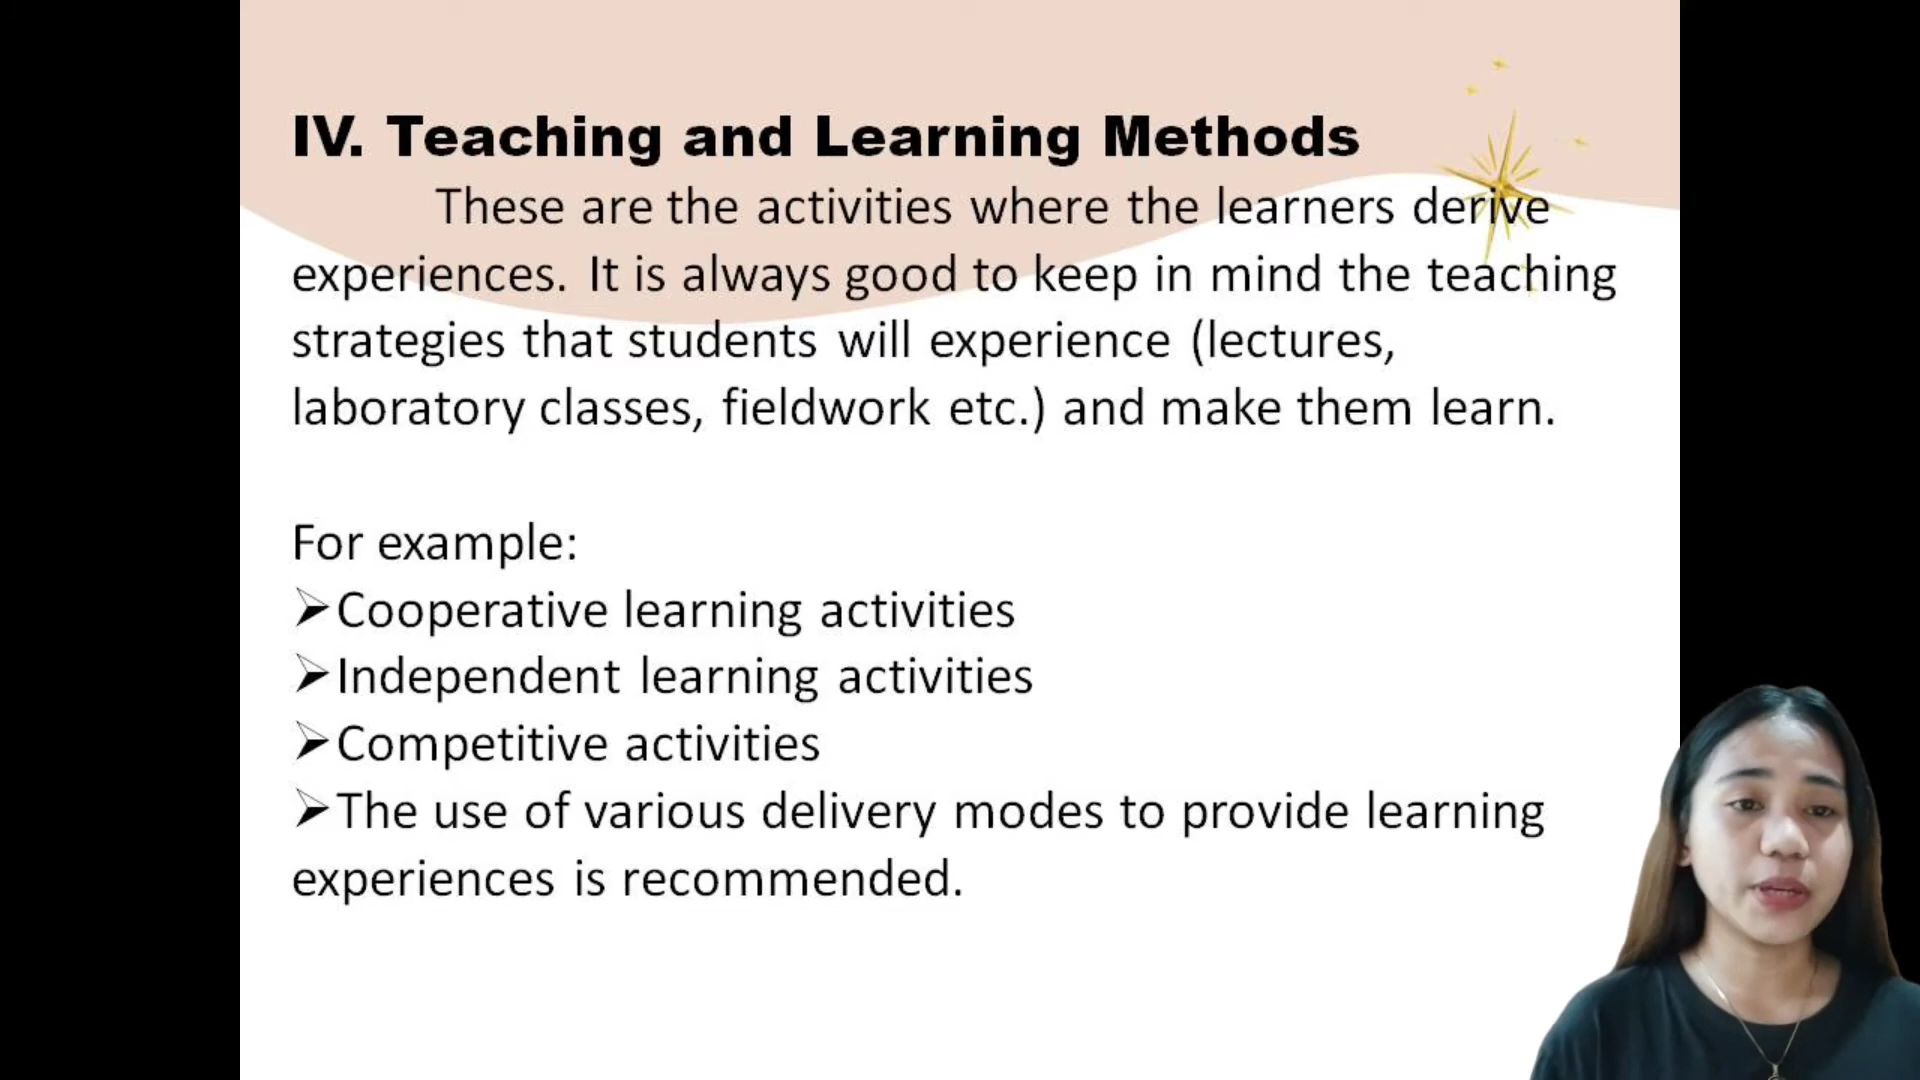 IV. Teaching and Learning Methods
These are the activities where the learners derive
experiences. It is always good to keep in mind the teaching
strategies that students will experience (lectures,
laboratory classes, fieldwork etc.) and make them learn.
For example:
➢Cooperative learning activities
➢Independent learning activities
➢Competitive activities
➢The use of various delivery modes to provide learning
experiences is recommended.